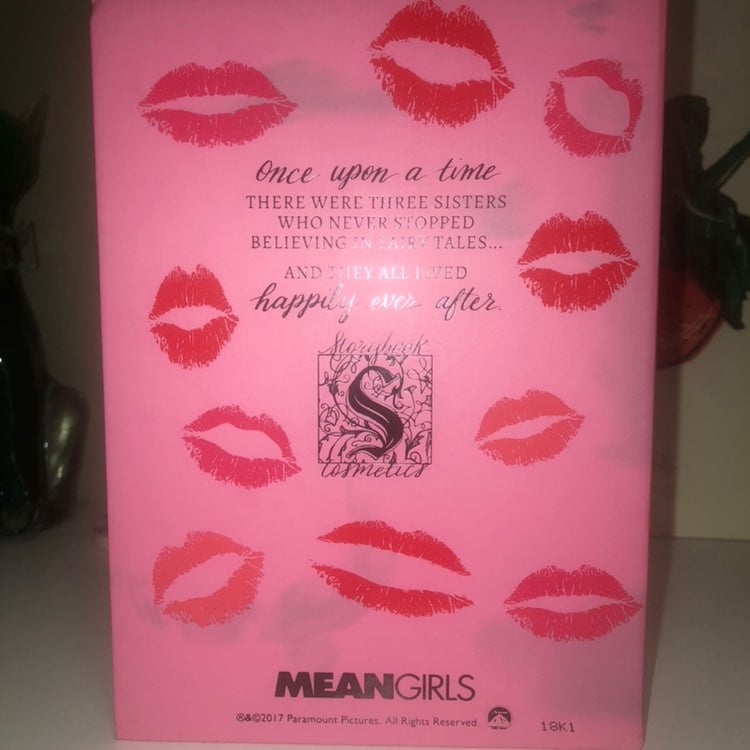 Once upon a time
THERE WERE THREE SISTERS
WHO NEVER STOPPED
BELIEVING IN FAIRY TALES...
AND THEY ALL LIVED
happily ever after.
Storybook
S
Cosmetics
MEANGIRLS
®&©2017 Paramount Pictures. All Rights Reserved.
18K1